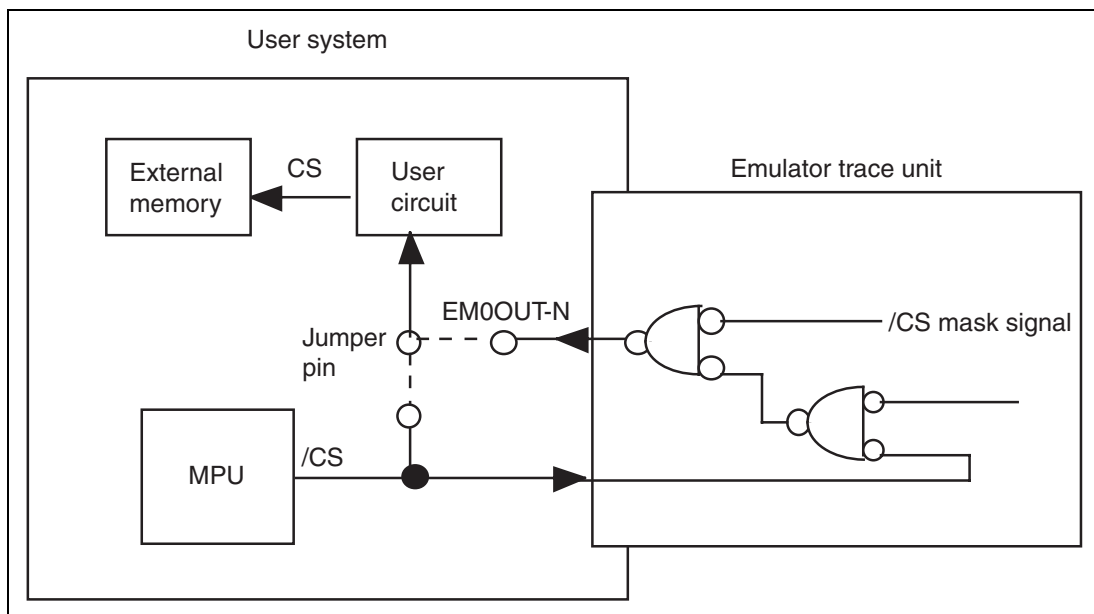 User system
External
memory
CS
User
circuit
Emulator trace unit
EM0OUT-N
/CS mask signal
Jumper
pin
/CS
MPU